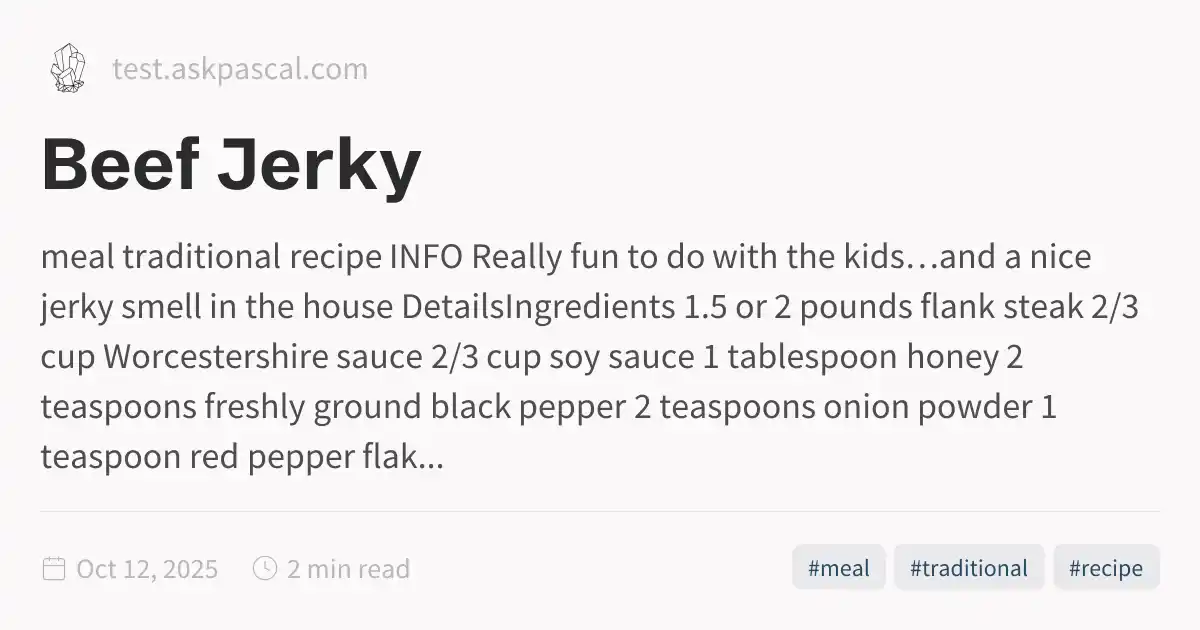 test.askpascal.com
Beef Jerky
meal traditional recipe INFO Really fun to do with the kids…and a nice
jerky smell in the house DetailsIngredients 1.5 or 2 pounds flank steak 2/3
cup Worcestershire sauce 2/3 cup soy sauce 1 tablespoon honey 2
teaspoons freshly ground black pepper 2 teaspoons onion powder 1
teaspoon red pepper flak...
Oct 12, 2025 2 min read #meal #traditional #recipe